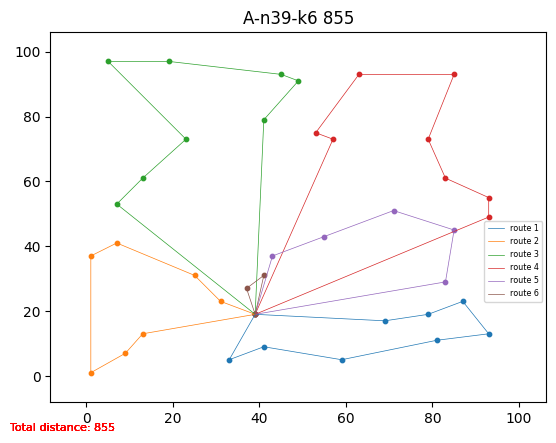 A-n39-k6 855
100
80
60
40
20
0
route 1
route 2
route 3
route 4
route 5
route 6
0 20 40 60 80 100
Total distance: 855